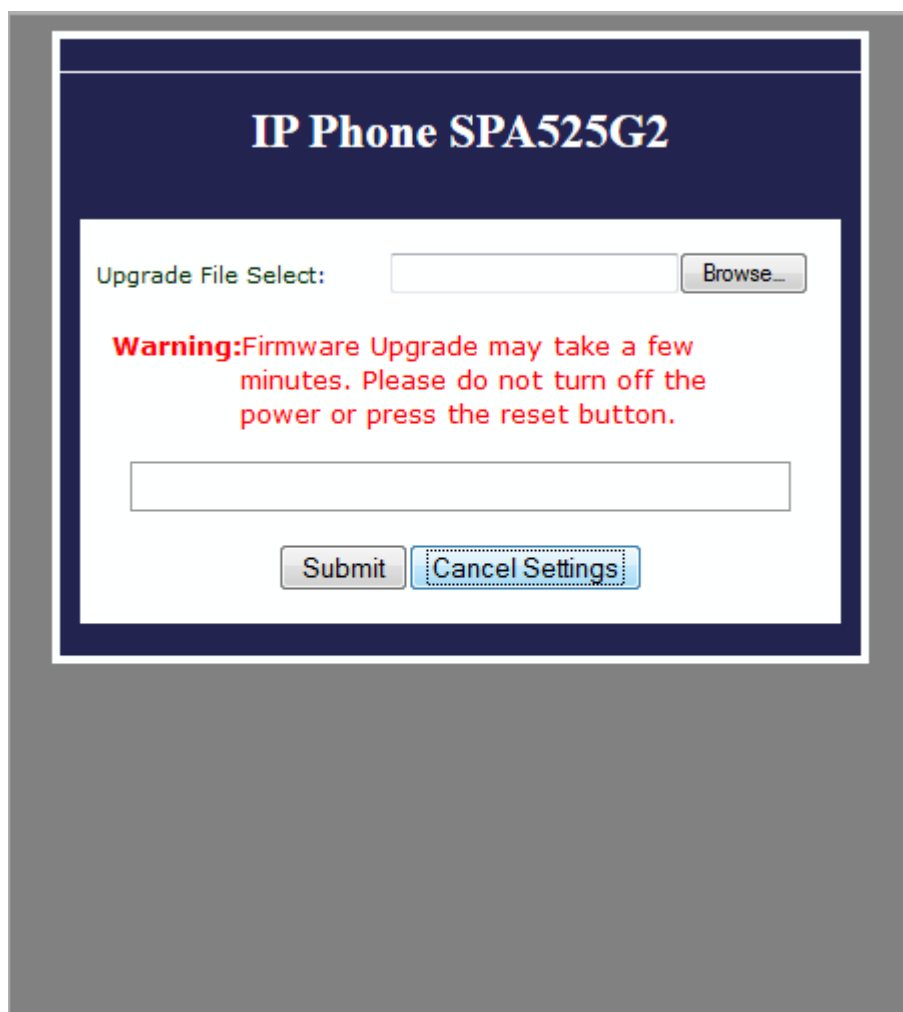 IP Phone SPA525G2
Upgrade File Select:
Browse...
Warning:Firmware Upgrade may take a few
minutes. Please do not turn off the
power or press the reset button.
Submit
Cancel Settings